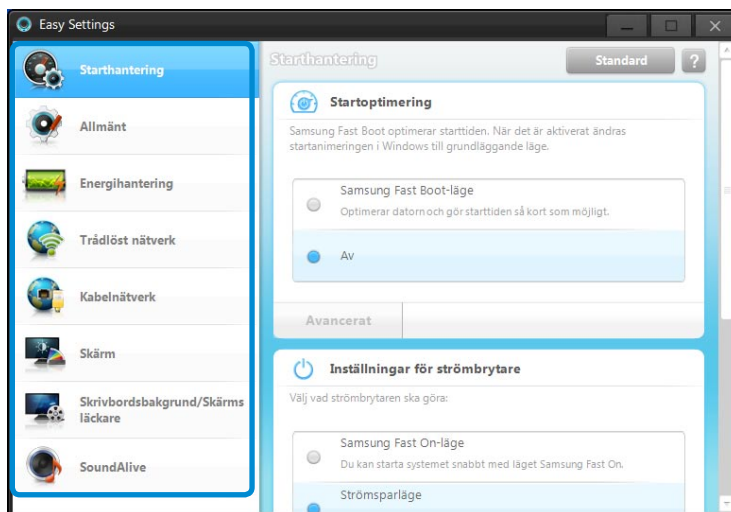 Easy Settings
Starthantering
Allmänt
Energihantering
Trådlöst nätverk
Kabelnätverk
Skärm
Skrivbordsbakgrund/Skärms
läckare
SoundAlive
Starthantering
Standard
?
Startoptimering
Samsung Fast Boot optimerar starttiden. När det är aktiverat ändras
startanimeringen i Windows till grundläggande läge.
Samsung Fast Boot-läge
Optimerar datorn och gör starttiden så kort som möjligt.
Av
Avancerat
Inställningar för strömbrytare
Välj vad strömbrytaren ska göra:
Samsung Fast On-läge
Du kan starta systemet snabbt med läget Samsung Fast On.
Strömsparläge